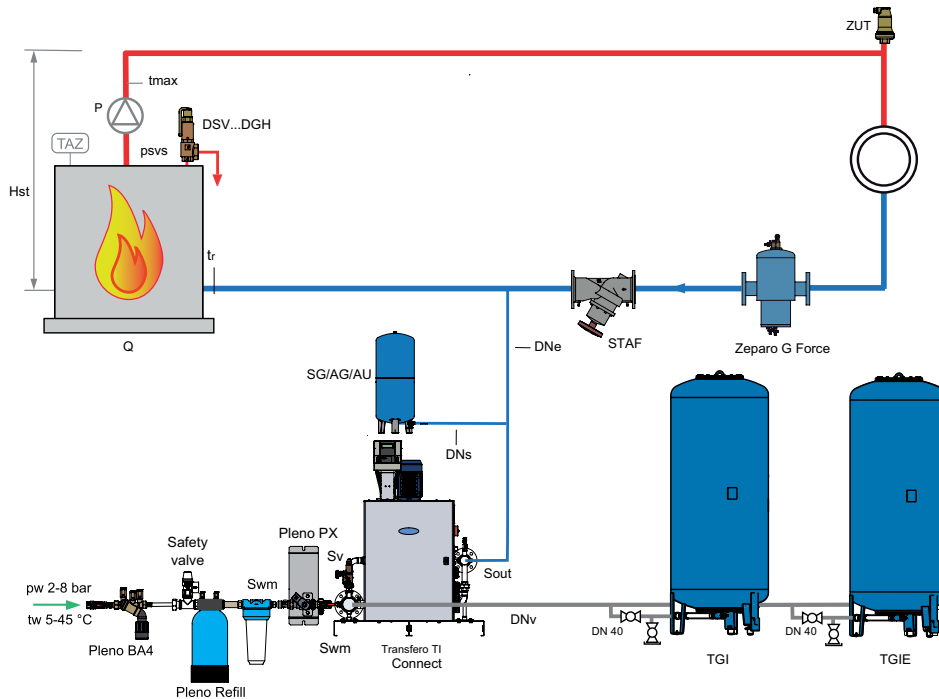 ZUT
tmax
P
DSV...DGH
TAZ
psvs
Hst
tr
Q
STAF
Zeparo G Force
DNe
SG/AG/AU
DNs
Pleno PX
Safety
valve
Sv
Swm
Sout
pw 2-8 bar
tw 5-45 °C
Pleno BA4
Pleno Refill
Swm
Transfero TI
Connect
DNv
DN 40
TGI
DN 40
TGIE